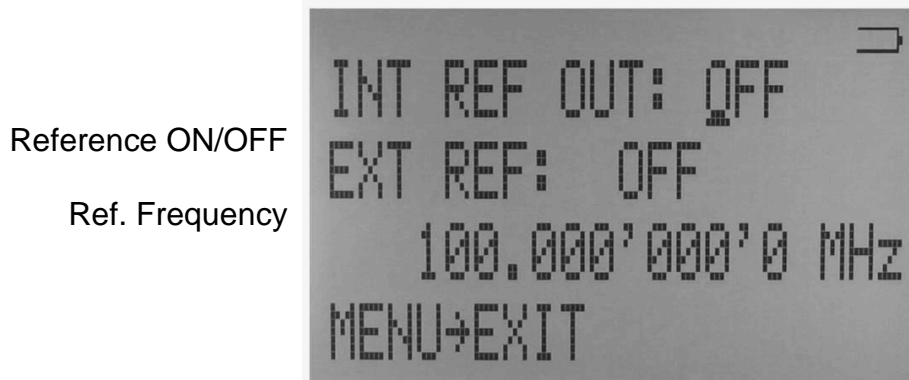 INT REF OUT: OFF
Reference ON/OFF
EXT REF: OFF
Ref. Frequency
100.000'000'0 MHz
MENU→EXIT